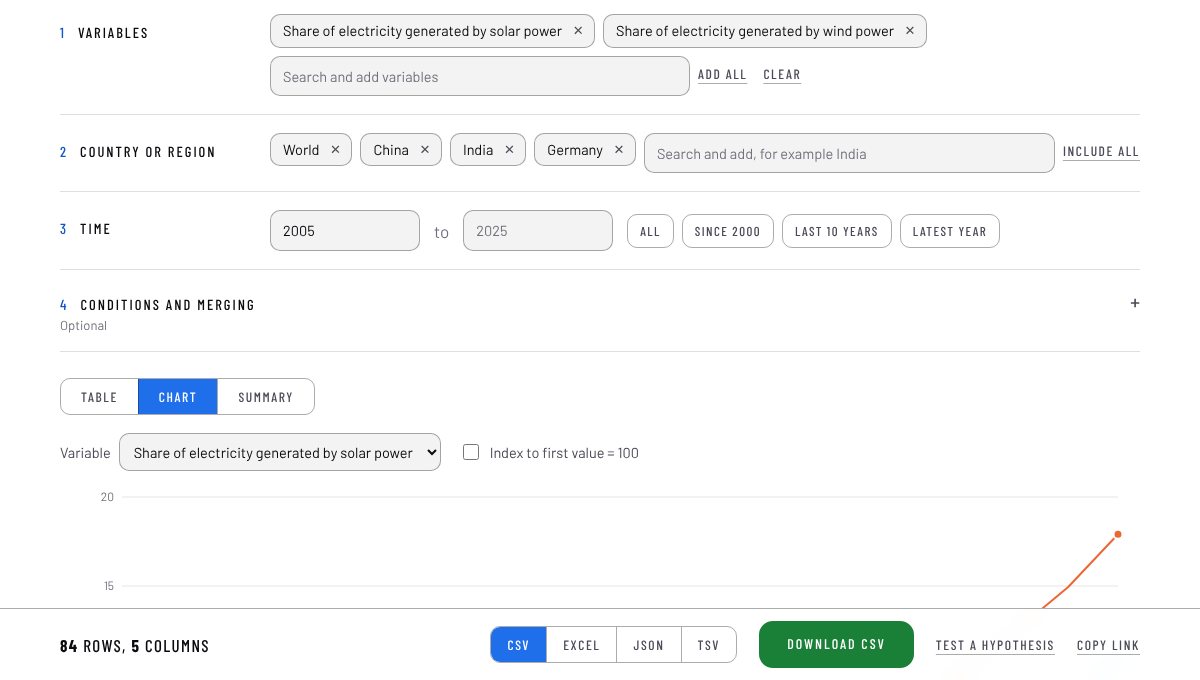 1 VARIABLES
Share of electricity generated by solar power × Share of electricity generated by wind power ×
Search and add variables ADD ALL CLEAR
2 COUNTRY OR REGION World × China × India × Germany × Search and add, for example India INCLUDE ALL
3 TIME 2005 to 2025 ALL SINCE 2000 LAST 10 YEARS LATEST YEAR
4 CONDITIONS AND MERGING +
Optional
TABLE CHART SUMMARY
Variable Share of electricity generated by solar power Index to first value = 100
20
15
84 ROWS, 5 COLUMNS CSV EXCEL JSON TSV DOWNLOAD CSV TEST A HYPOTHESIS COPY LINK